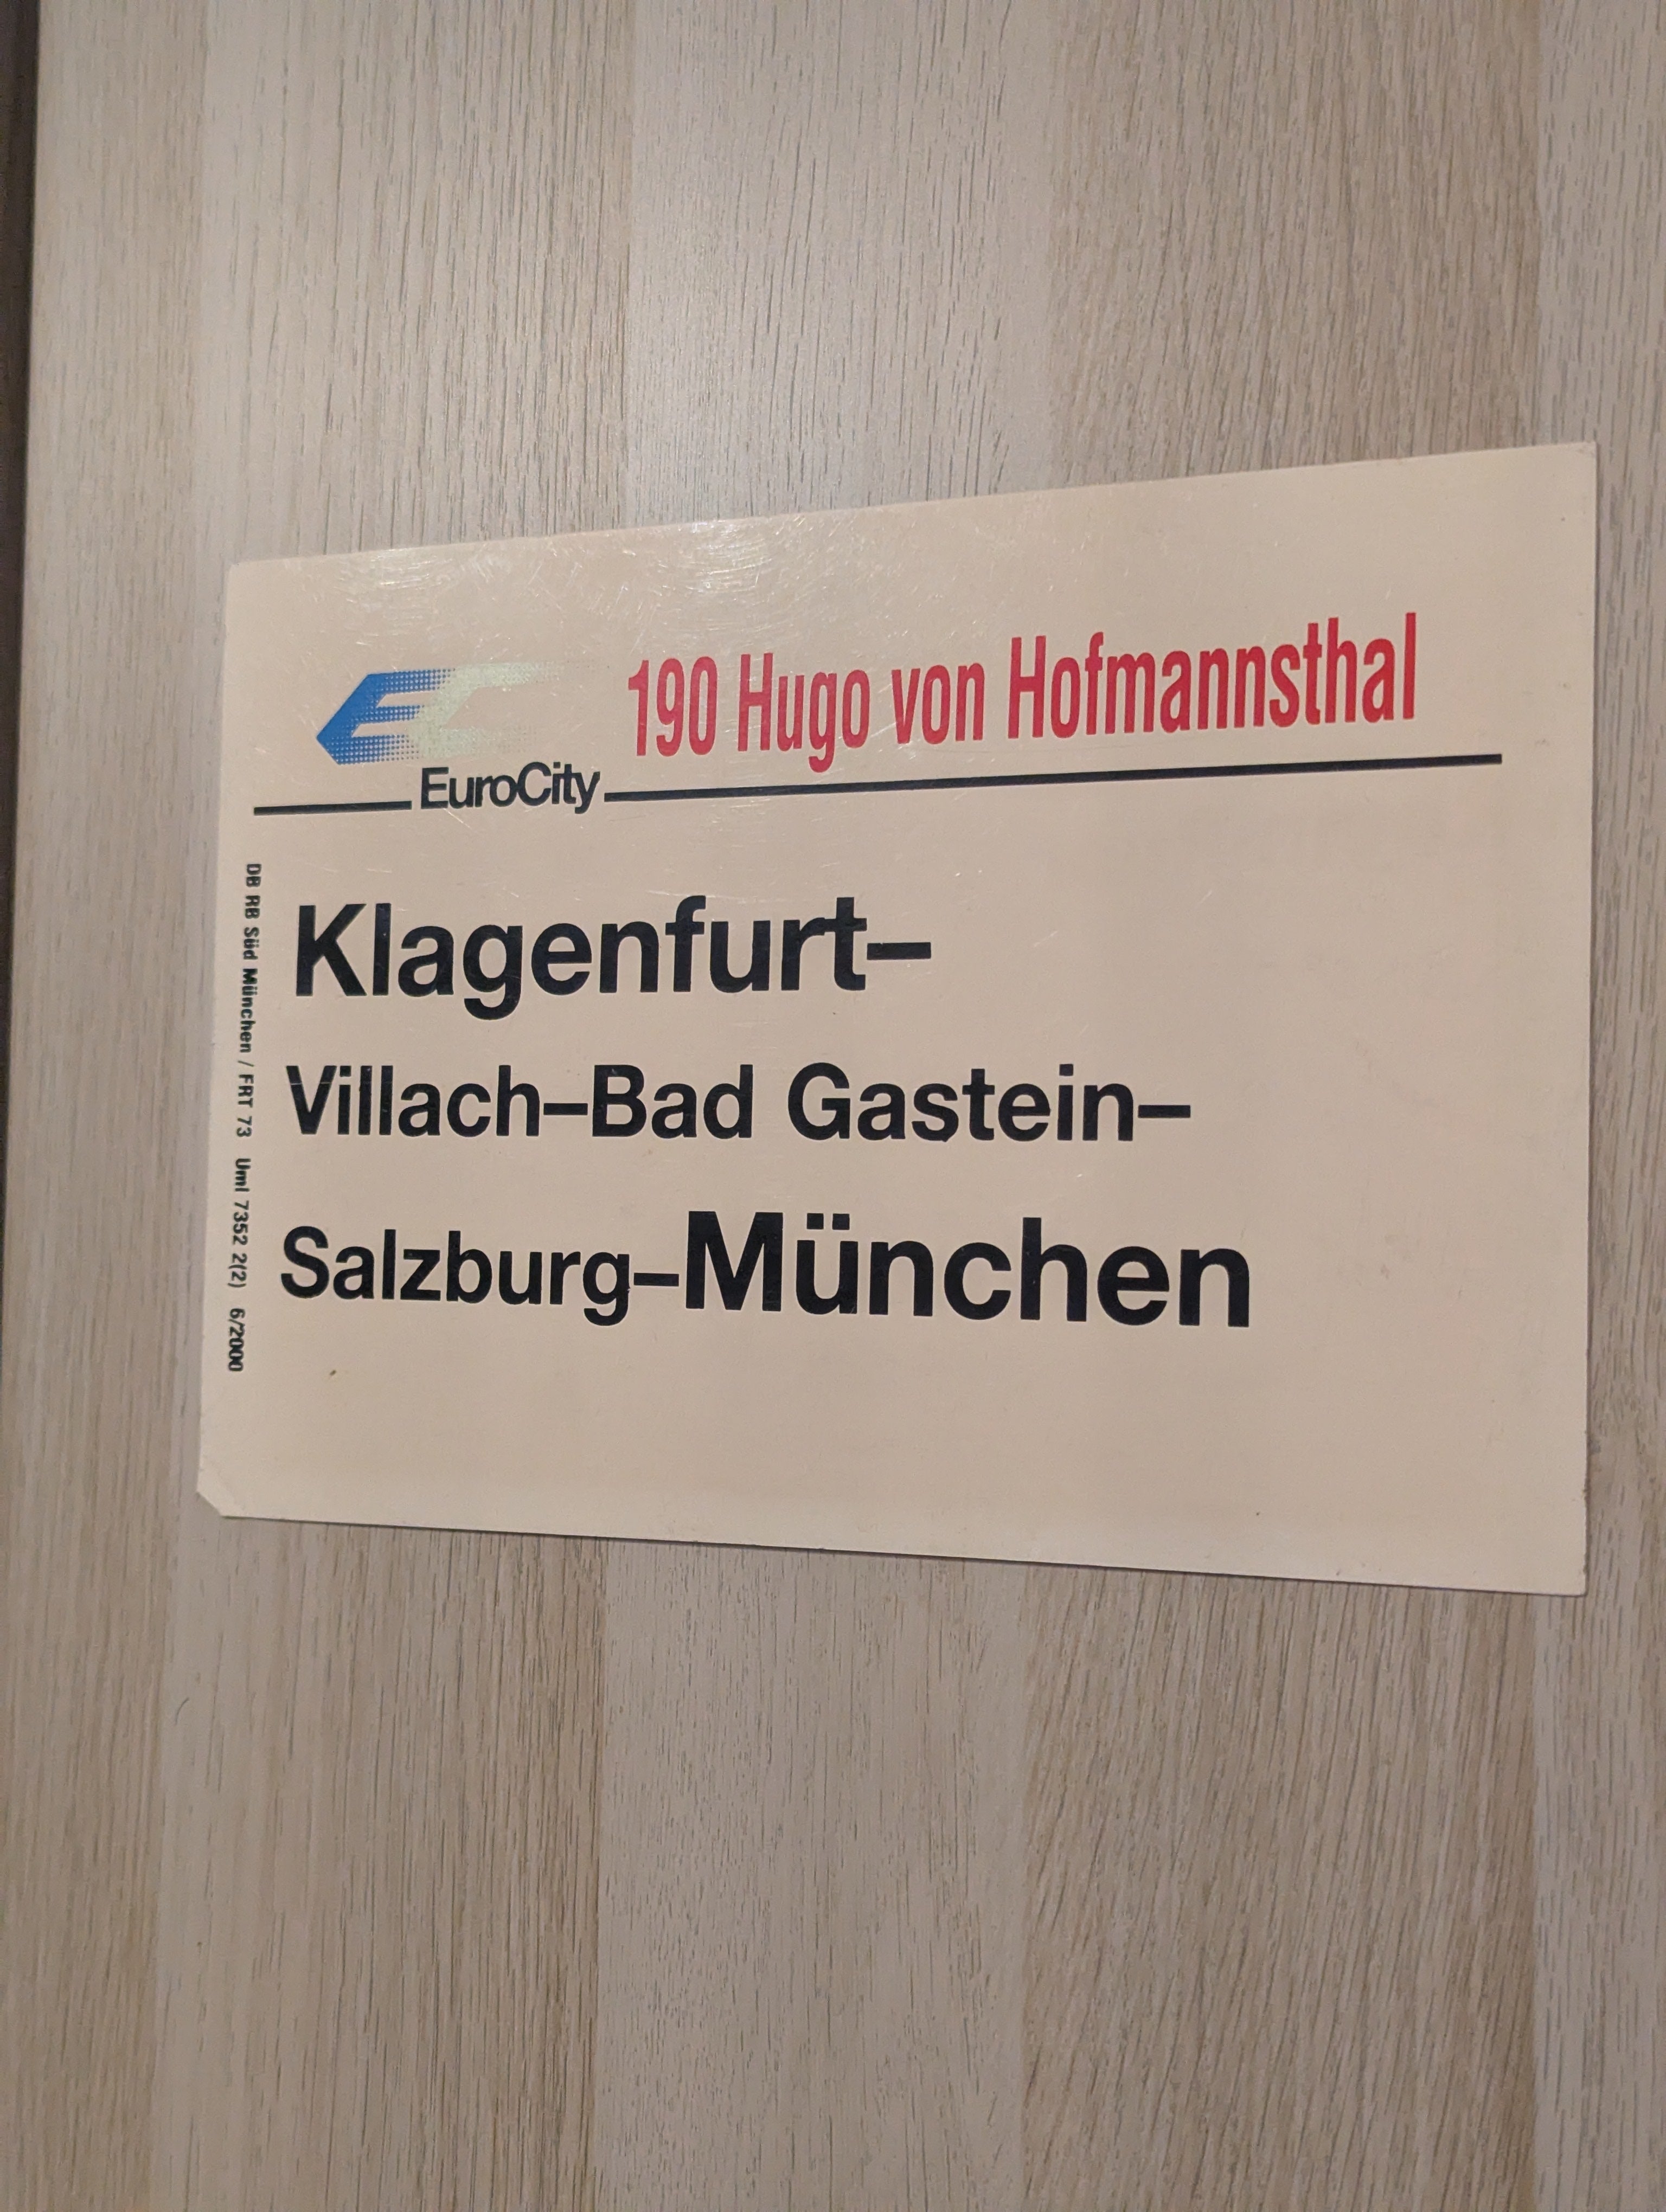 EC 190 Hugo von Hofmannsthal
EuroCity
Klagenfurt–
Villach–Bad Gastein–
Salzburg–München
DB RB Süd München / FRT 73 Uml 7352 2(2) 6/2000